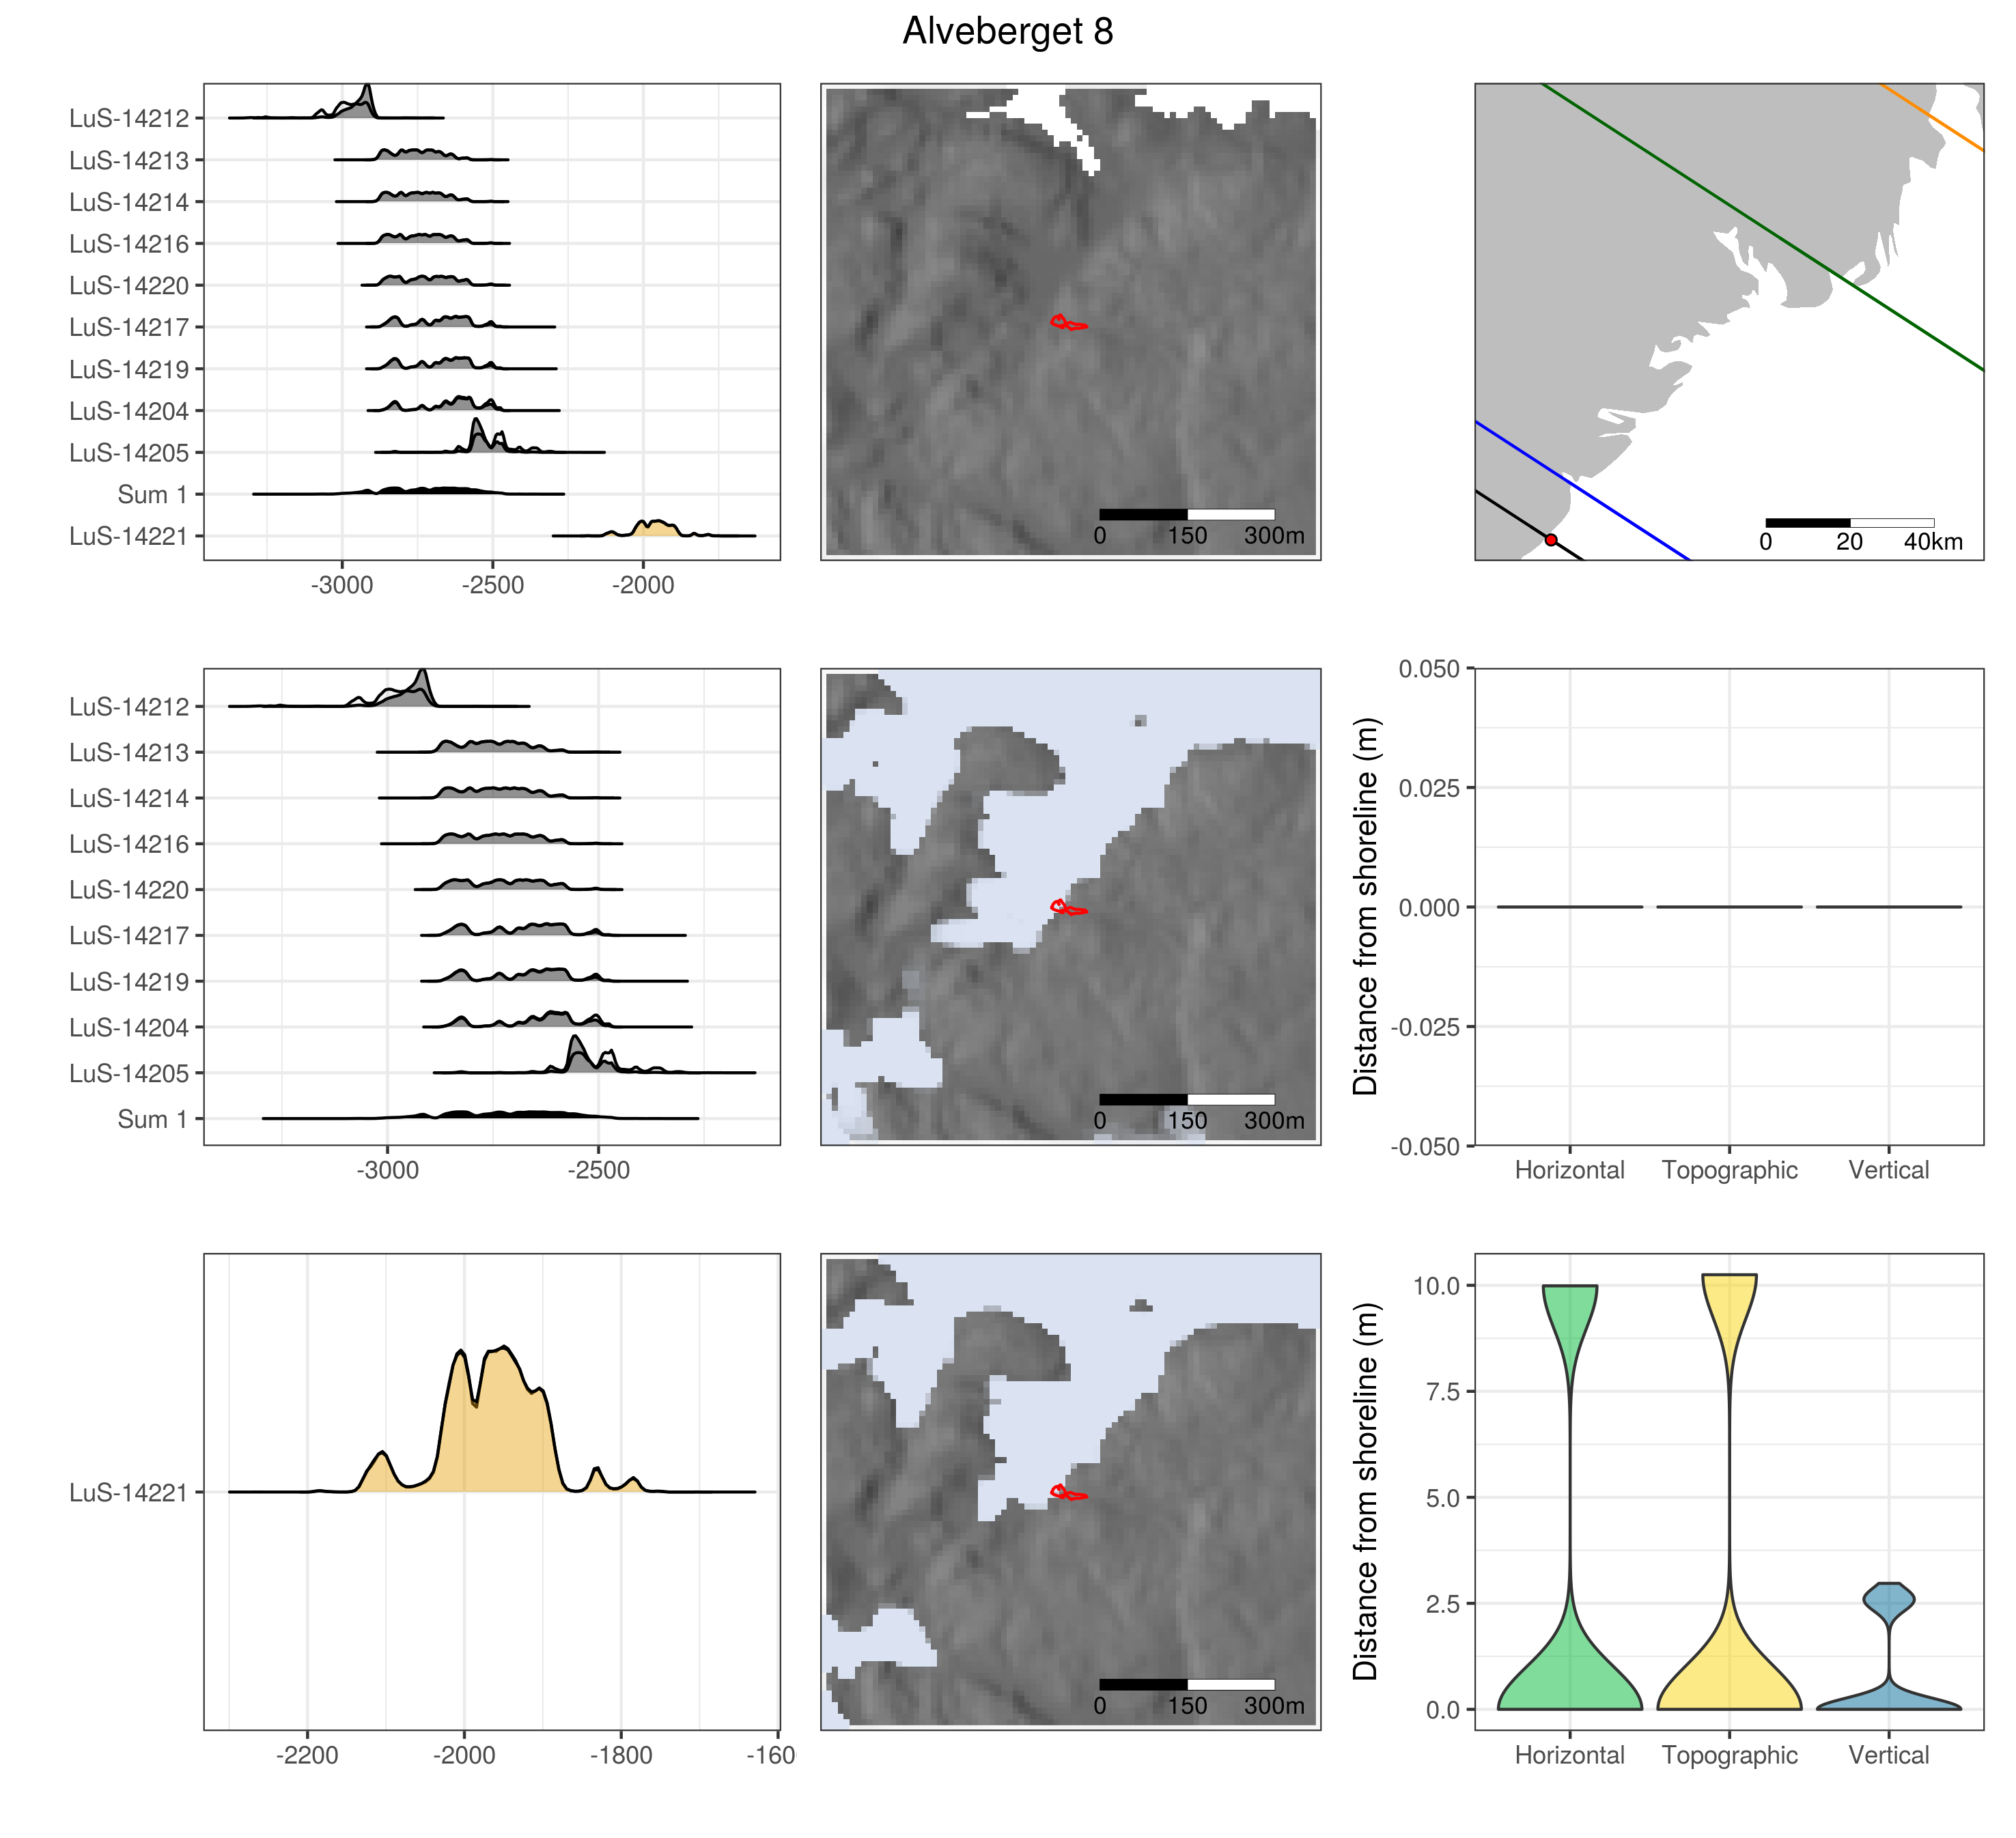 Alveberget 8
LuS-14212
LuS-14213
LuS-14214
LuS-14216
LuS-14220
LuS-14217
LuS-14219
LuS-14204
LuS-14205
Sum 1
LuS-14221
-3000 -2500 -2000
0 150 300m
0 20 40km
LuS-14212
LuS-14213
LuS-14214
LuS-14216
LuS-14220
LuS-14217
LuS-14219
LuS-14204
LuS-14205
Sum 1
-3000 -2500
0 150 300m
Distance from shoreline (m)
0.050
0.025
0.000
-0.025
-0.050
Horizontal Topographic Vertical
LuS-14221
-2200 -2000 -1800 -160
0 150 300m
Distance from shoreline (m)
10.0
7.5
5.0
2.5
0.0
Horizontal Topographic Vertical